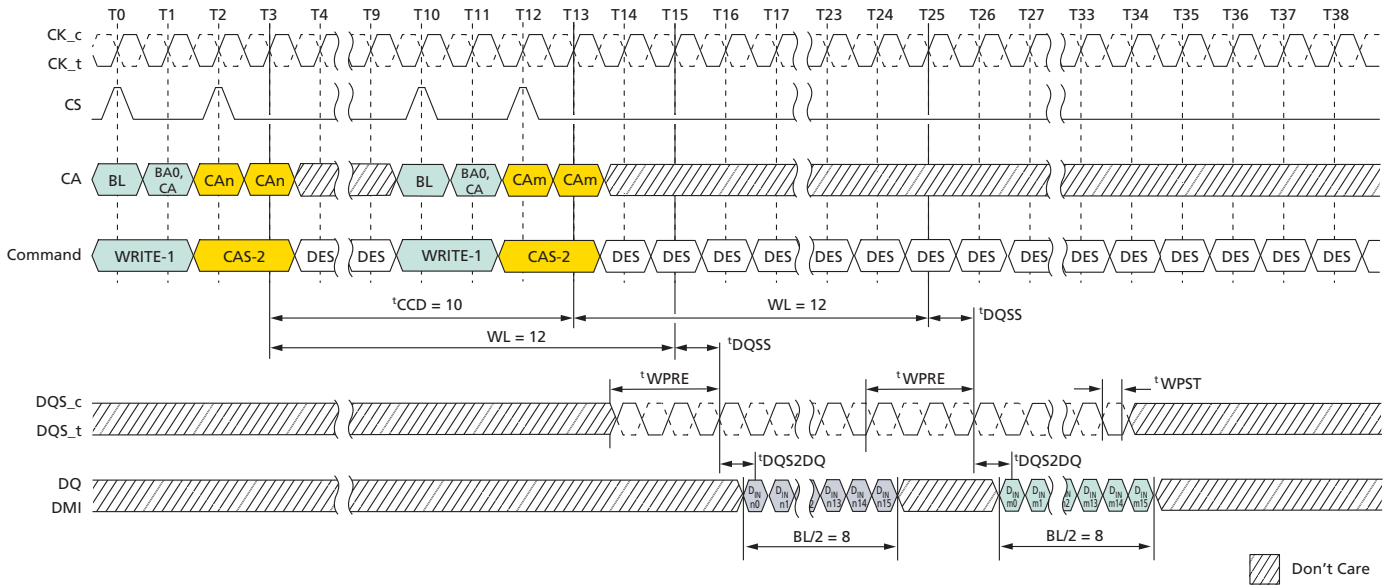 T0 T1 T2 T3 T4 T9 T10 T11 T12 T13 T14 T15 T16 T17 T23 T24 T25 T26 T27 T33 T34 T35 T36 T37 T38
CK_c
CK_t
CS
CA BL BA0, CA CAn CAn BL BA0, CA CAm CAm
Command WRITE-1 CAS-2 DES DES WRITE-1 CAS-2 DES DES DES DES DES DES DES DES DES DES DES DES DES DES DES
tCCD = 10 WL = 12 tDQSS
WL = 12 tDQSS
tWPRE tWPRE tWPST
DQS_c
DQS_t
tDQS2DQ tDQS2DQ
DQ DIN n0 DIN n1 DIN n13 DIN n14 DIN n15 DIN m0 DIN m1 DIN m13 DIN m14 DIN m15
DMI
BL/2 = 8 BL/2 = 8
Don't Care